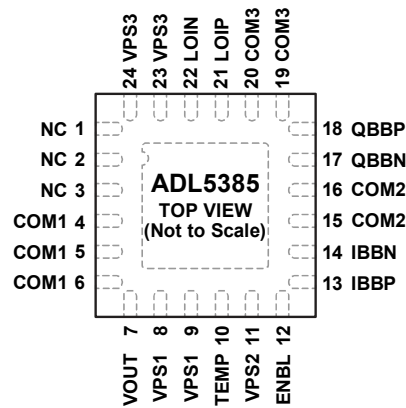 24 VPS3
23 VPS3
22 LOIN
21 LOIP
20 COM3
19 COM3
NC 1
NC 2
NC 3
COM1 4
COM1 5
COM1 6
ADL5385
TOP VIEW
(Not to Scale)
18 QBBP
17 QBBN
16 COM2
15 COM2
14 IBBN
13 IBBP
VOUT 7
VPS1 8
VPS1 9
TEMP 10
VPS2 11
ENBL 12